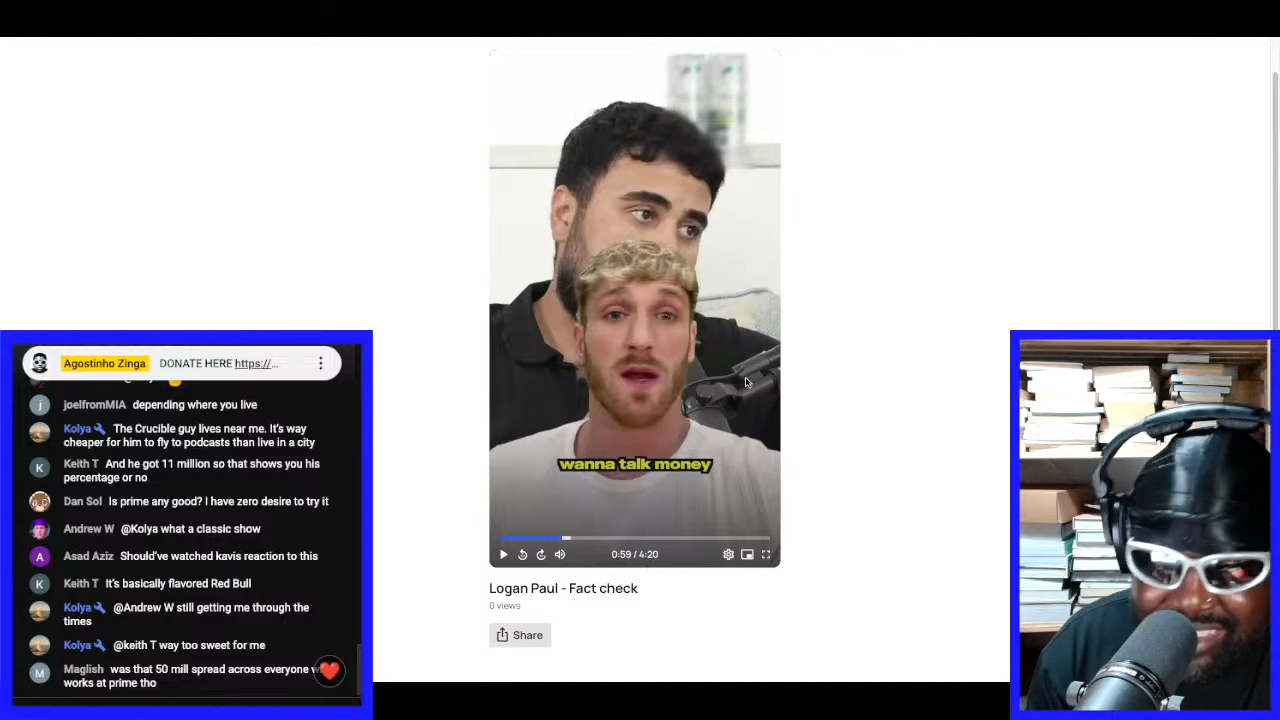 wanna talk money
0:59 / 4:20
Logan Paul - Fact check
0 views
Share
Agostinho Zinga DONATE HERE https://...
joelfromMIA depending where you live
Kolya The Crucible guy lives near me. It's way
cheaper for him to fly to podcasts than live in a city
Keith T And he got 11 million so that shows you his
percentage or no
Dan Sol Is prime any good? I have zero desire to try it
Andrew W @Kolya what a classic show
Asad Aziz Should've watched kavis reaction to this
Keith T It's basically flavored Red Bull
Kolya @Andrew W still getting me through the
times
Kolya @keith T way too sweet for me
Maglish was that 50 mill spread across everyone
works at prime tho